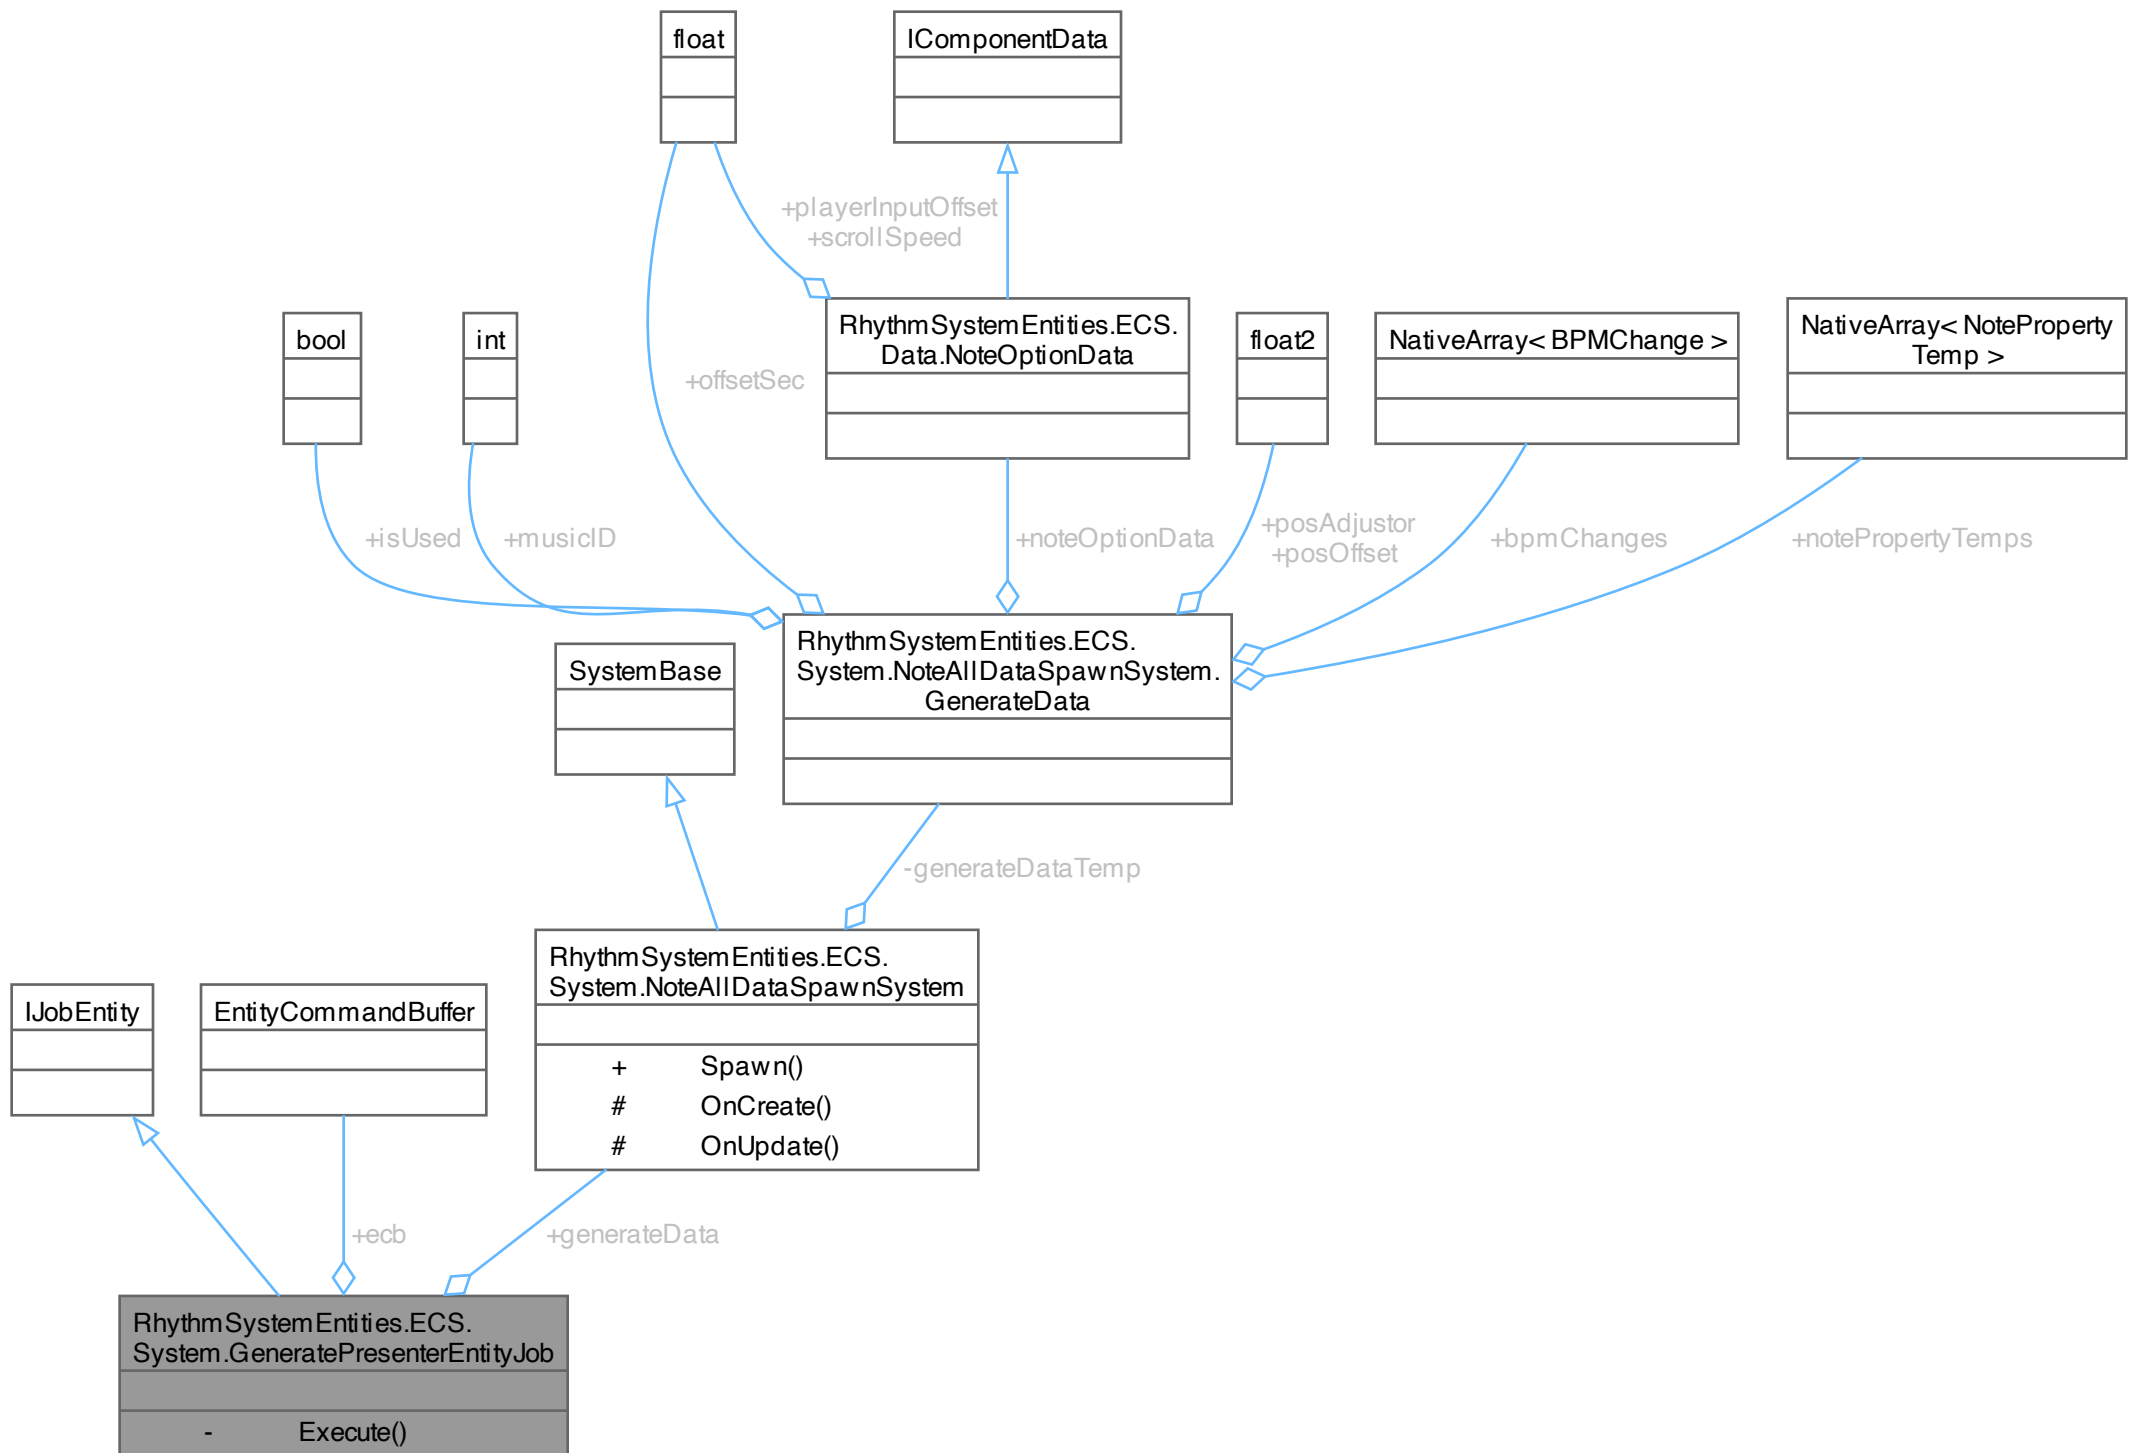 float
IComponentData
+playerInputOffset
+scrollSpeed
bool
int
+offsetSec
RhythmSystemEntities.ECS.
Data.NoteOptionData
float2
NativeArray< BPMChange >
NativeArray< NoteProperty
Temp >
+isUsed
+musicID
+noteOptionData
+posAdjustor
+posOffset
+bpmChanges
+notePropertyTemps
SystemBase
RhythmSystemEntities.ECS.
System.NoteAllDataSpawnSystem.
GenerateData
-generateDataTemp
IJobEntity
EntityCommandBuffer
RhythmSystemEntities.ECS.
System.NoteAllDataSpawnSystem
+ Spawn()
# OnCreate()
# OnUpdate()
+ecb
+generateData
RhythmSystemEntities.ECS.
System.GeneratePresenterEntityJob
- Execute()